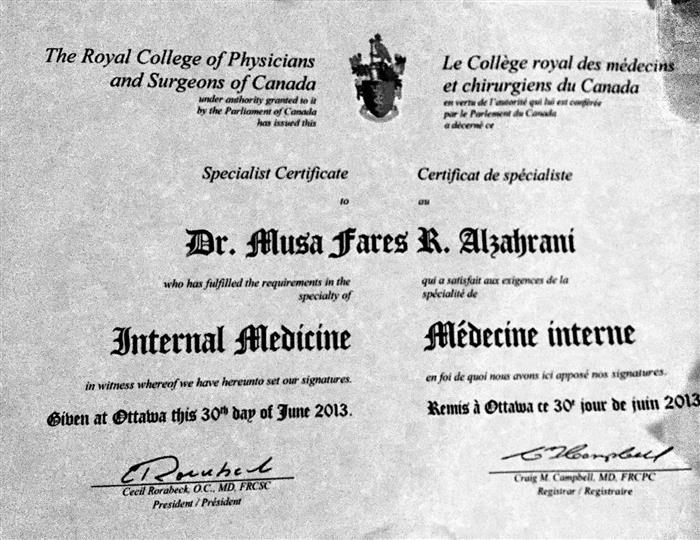 The Royal College of Physicians
and Surgeons of Canada
under authority granted to it
by the Parliament of Canada
has issued this
Le Collège royal des médecins
et chirurgiens du Canada
en vertu de l'autorité qui lui est conférée
par le Parlement du Canada
a décerné ce
Specialist Certificate
Certificat de spécialiste
to
au
Dr. Musa Fares R. Alzahrani
who has fulfilled the requirements in the
specialty of
qui a satisfait aux exigences de la
spécialité de
Internal Medicine
Médecine interne
in witness whereof we have hereunto set our signatures.
en foi de quoi nous avons ici apposé nos signatures.
Given at Ottawa this 30th day of June 2013.
Remis à Ottawa ce 30e jour de juin 2013
CRorabeck
Cecil Rorabeck, O.C., MD, FRCSC
President / Président
CMCampbell
Craig M. Campbell, MD, FRCPC
Registrar / Registraire